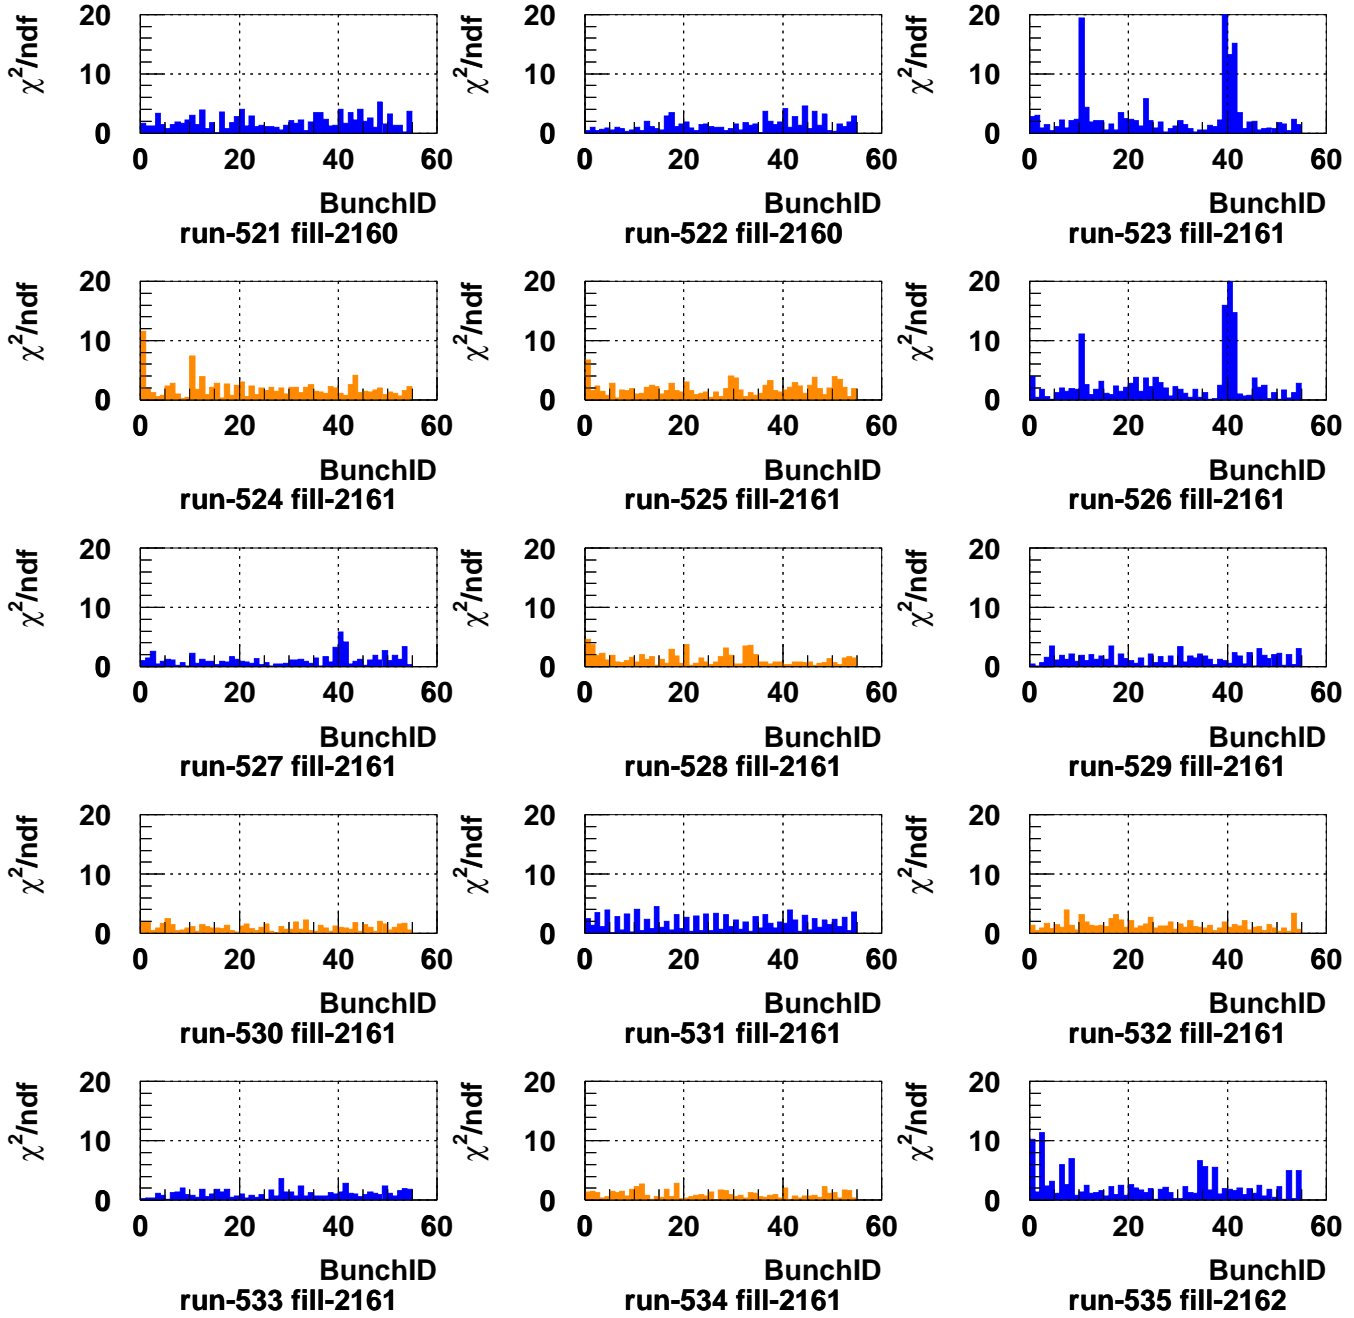 χ²/ndf 20 10 0 0 20 40 60 BunchID
χ²/ndf 20 10 0 0 20 40 60 BunchID
χ²/ndf 20 10 0 0 20 40 60 BunchID
run-521 fill-2160
run-522 fill-2160
run-523 fill-2161
χ²/ndf 20 10 0 0 20 40 60 BunchID
χ²/ndf 20 10 0 0 20 40 60 BunchID
χ²/ndf 20 10 0 0 20 40 60 BunchID
run-524 fill-2161
run-525 fill-2161
run-526 fill-2161
χ²/ndf 20 10 0 0 20 40 60 BunchID
χ²/ndf 20 10 0 0 20 40 60 BunchID
χ²/ndf 20 10 0 0 20 40 60 BunchID
run-527 fill-2161
run-528 fill-2161
run-529 fill-2161
χ²/ndf 20 10 0 0 20 40 60 BunchID
χ²/ndf 20 10 0 0 20 40 60 BunchID
χ²/ndf 20 10 0 0 20 40 60 BunchID
run-530 fill-2161
run-531 fill-2161
run-532 fill-2161
χ²/ndf 20 10 0 0 20 40 60 BunchID
χ²/ndf 20 10 0 0 20 40 60 BunchID
χ²/ndf 20 10 0 0 20 40 60 BunchID
run-533 fill-2161
run-534 fill-2161
run-535 fill-2162